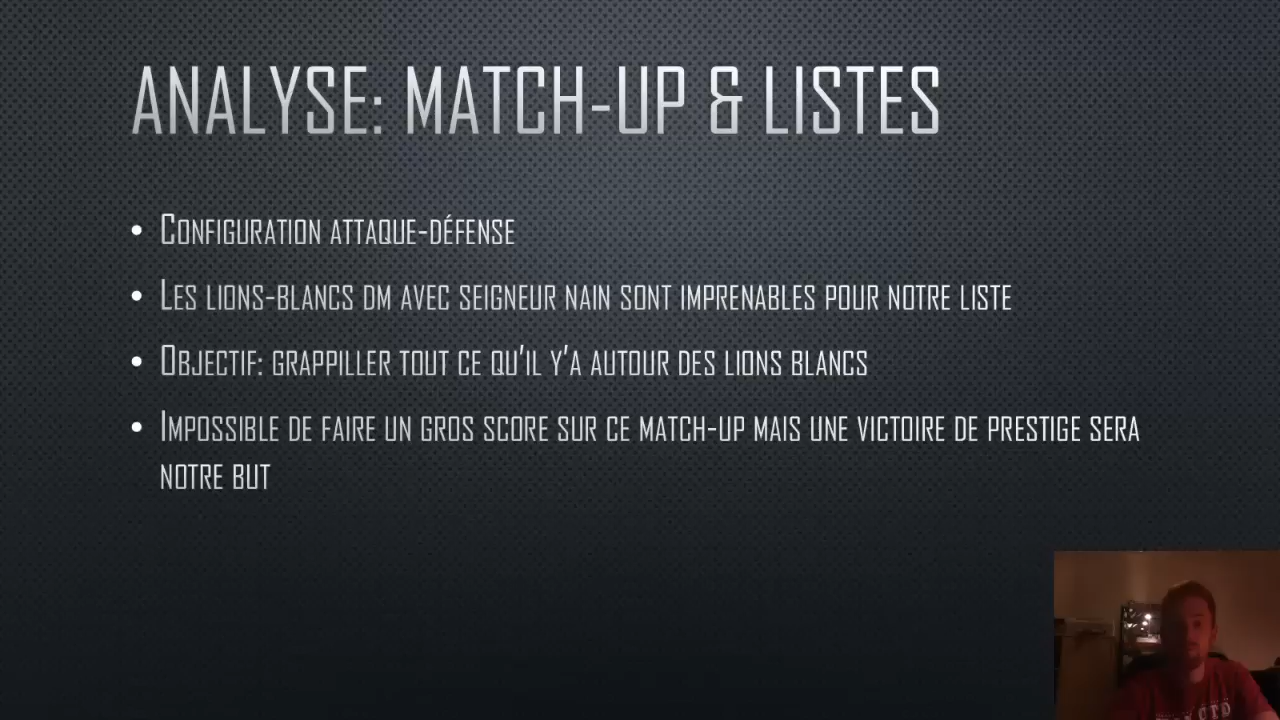 ANALYSE: MATCH-UP & LISTES
• CONFIGURATION ATTAQUE-DÉFENSE
• LES LIONS-BLANCS DM AVEC SEIGNEUR NAIN SONT IMPRENABLES POUR NOTRE LISTE
• OBJECTIF: GRAPPILLER TOUT CE QU'IL Y'A AUTOUR DES LIONS BLANCS
• IMPOSSIBLE DE FAIRE UN GROS SCORE SUR CE MATCH-UP MAIS UNE VICTOIRE DE PRESTIGE SERA
NOTRE BUT